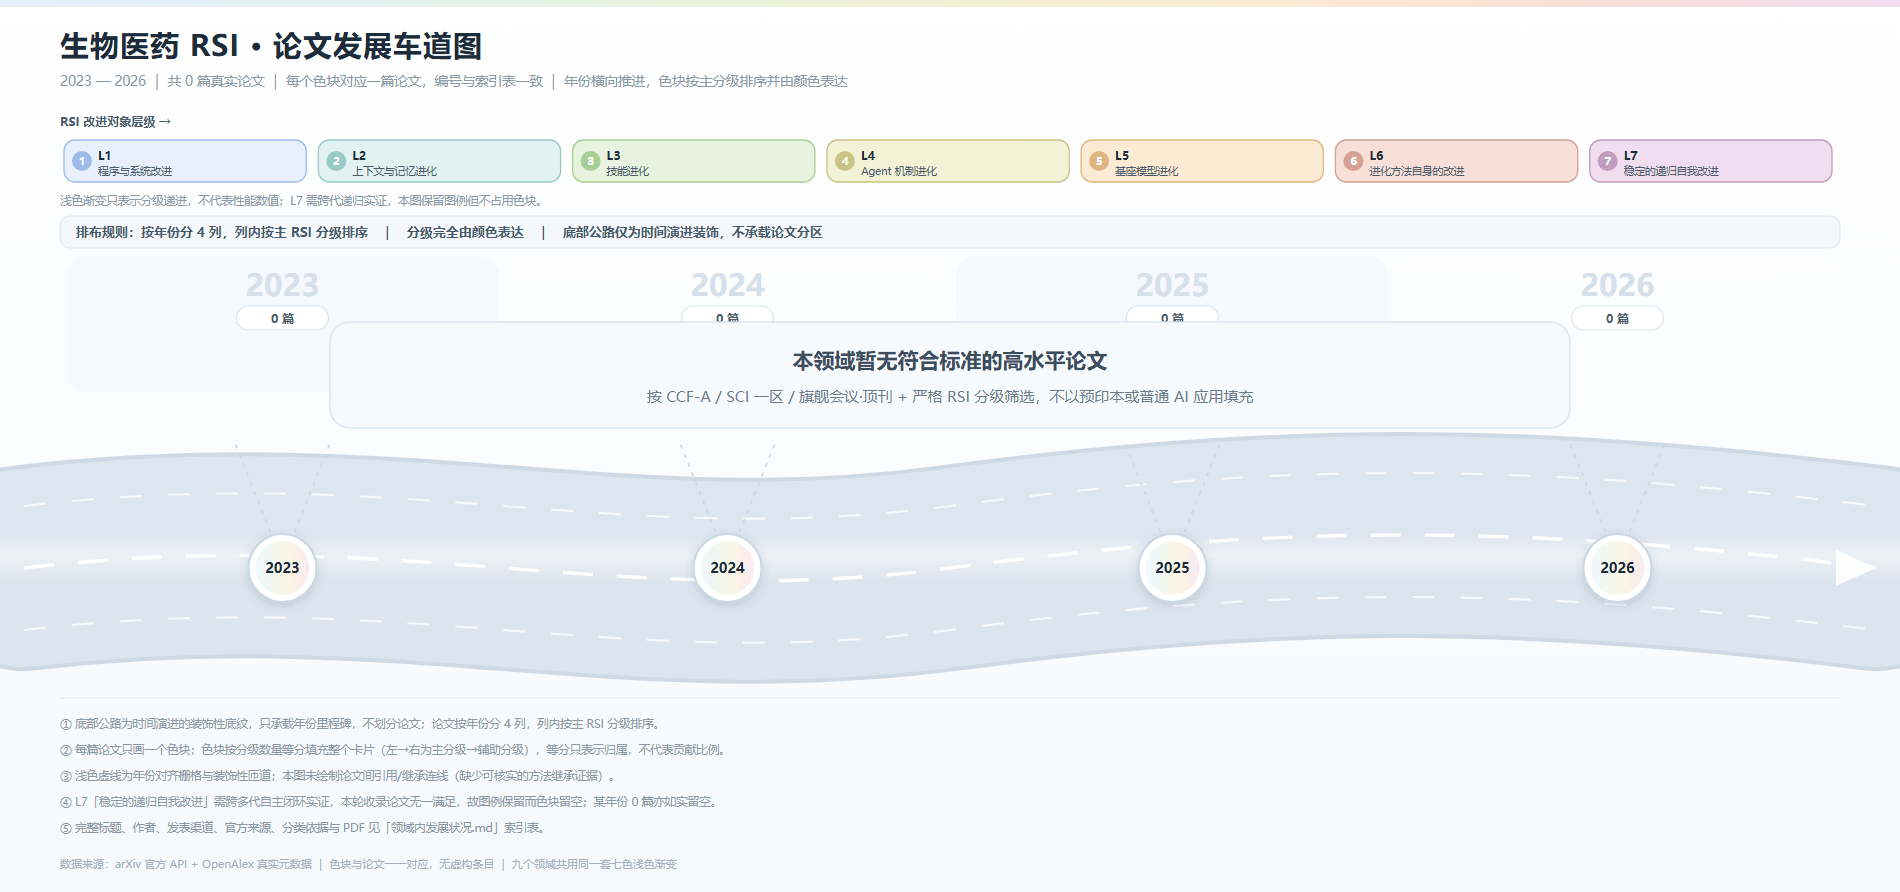 生物医药 RSI · 论文发展车道图
2023 — 2026 | 共 0 篇真实论文 | 每个色块对应一篇论文，编号与索引表一致 | 年份横向推进，色块按主分级排序并由颜色表达
RSI 改进对象层级 →
1 L1 程序与系统改进
2 L2 上下文与记忆进化
3 L3 技能进化
4 L4 Agent 机制进化
5 L5 基座模型进化
6 L6 进化方法自身的改进
7 L7 稳定的递归自我改进
浅色渐变只表示分级递进，不代表性能数值；L7 需跨代递归实证，本图保留图例但不占用色块。
排布规则：按年份分 4 列，列内按主 RSI 分级排序 | 分级完全由颜色表达 | 底部公路仅为时间演进装饰，不承载论文分区
2023 2024 2025 2026
0 篇 0 篇 0 篇 0 篇
本领域暂无符合标准的高水平论文
按 CCF-A / SCI 一区 / 旗舰会议·顶刊 + 严格 RSI 分级筛选，不以预印本或普通 AI 应用填充
2023 2024 2025 2026
① 底部公路为时间演进的装饰性底纹，只承载年份里程碑，不划分论文；论文按年份分 4 列，列内按主 RSI 分级排序。
② 每篇论文只画一个色块；色块按分级数量等分填充整个卡片（左→右为主分级→辅助分级），等分只表示归属，不代表贡献比例。
③ 浅色虚线为年份对齐栅格与装饰性匝道；本图未绘制论文间引用/继承连线（缺少可核实的方法继承证据）。
④ L7「稳定的递归自我改进」需跨多代自主闭环实证，本轮收录论文无一满足，故图例保留而色块留空；某年份 0 篇亦如实留空。
⑤ 完整标题、作者、发表渠道、官方来源、分类依据与 PDF 见「领域内发展状况.md」索引表。
数据来源：arXiv 官方 API + OpenAlex 真实元数据 | 色块与论文一一对应，无虚构条目 | 九个领域共用同一套七色浅色渐变